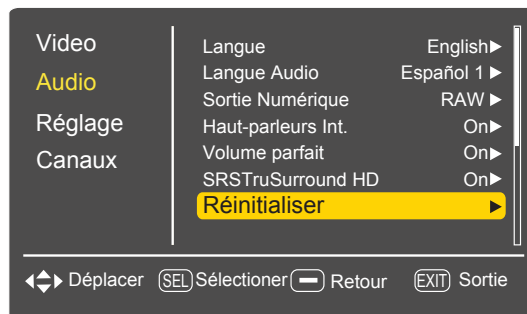 Video
Audio
Réglage
Canaux
Langue English
Langue Audio Español 1
Sortie Numérique RAW
Haut-parleurs Int. On
Volume parfait On
SRSTruSurround HD On
Réinitialiser
Déplacer SEL Sélectioner Retour EXIT Sortie